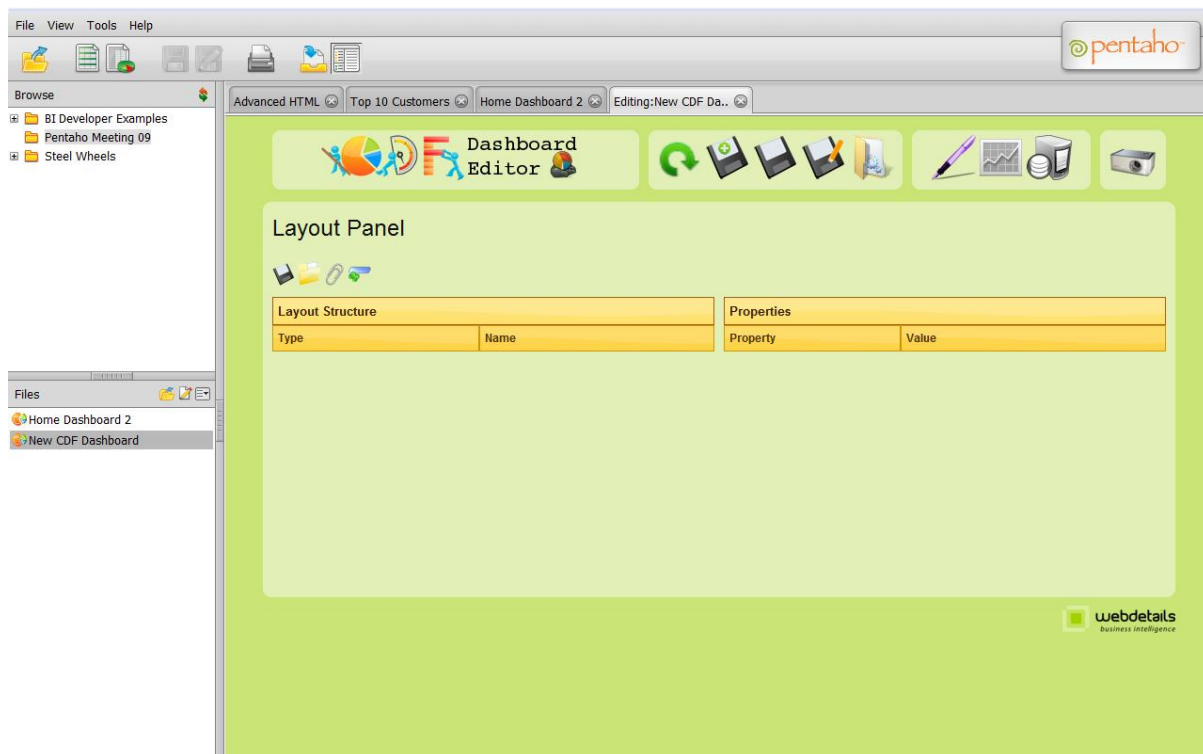 File View Tools Help
pentaho
Browse
BI Developer Examples
Pentaho Meeting 09
Steel Wheels
Files
Home Dashboard 2
New CDF Dashboard
Advanced HTML Top 10 Customers Home Dashboard 2 Editing:New CDF Da..
CDF Dashboard
Editor
Layout Panel
Layout Structure
Type Name
Properties
Property Value
webdetails
business intelligence